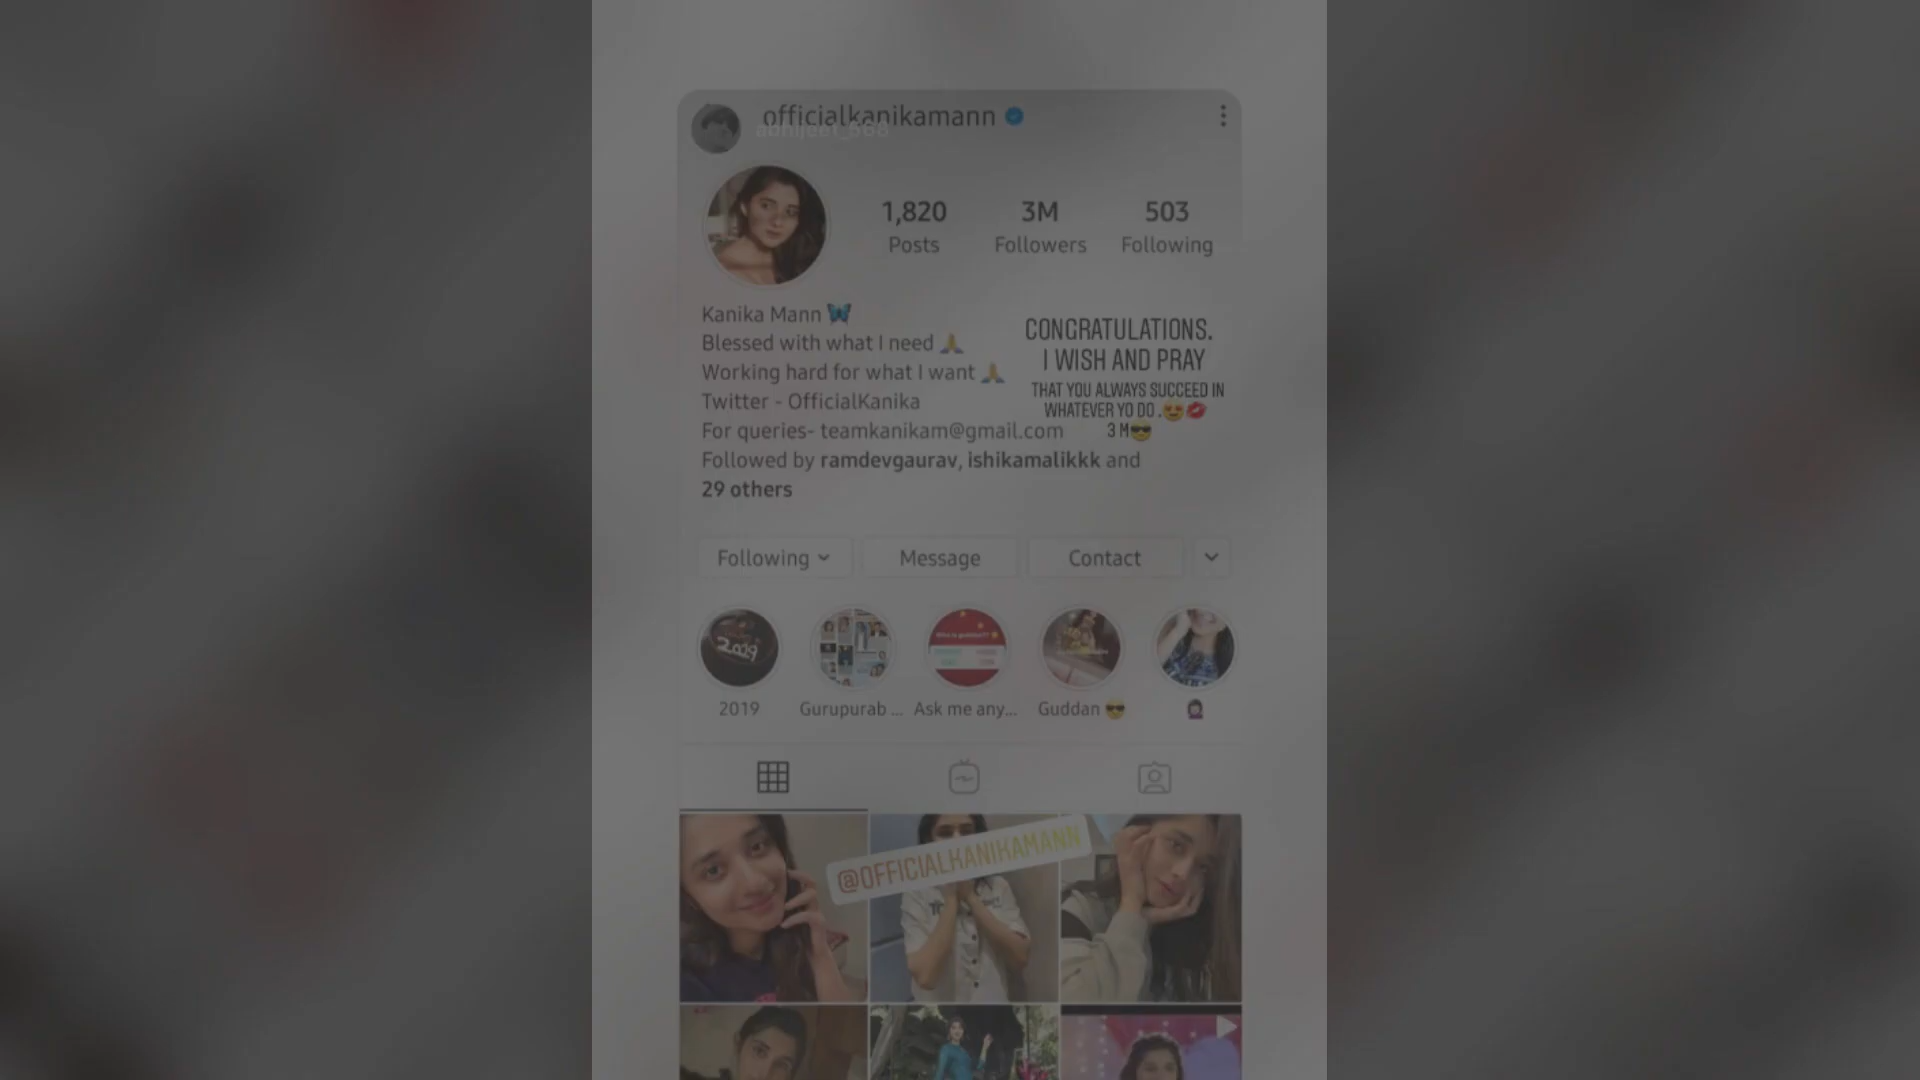 officialkanikamann
abhijeet_568
1,820
Posts
3M
Followers
503
Following
Kanika Mann 🦋
Blessed with what I need 🙏
Working hard for what I want 🙏
Twitter - OfficialKanika
For queries- teamkanikam@gmail.com
Followed by ramdevgaurav, ishikamalikkk and
29 others
CONGRATULATIONS.
I WISH AND PRAY
THAT YOU ALWAYS SUCCEED IN
WHATEVER YO DO .😍💋
3 M😎
Following
Message
Contact
2019
2019
Gurupurab ...
Ask me any...
Guddan 😎
@OFFICIALKANIKAMANN